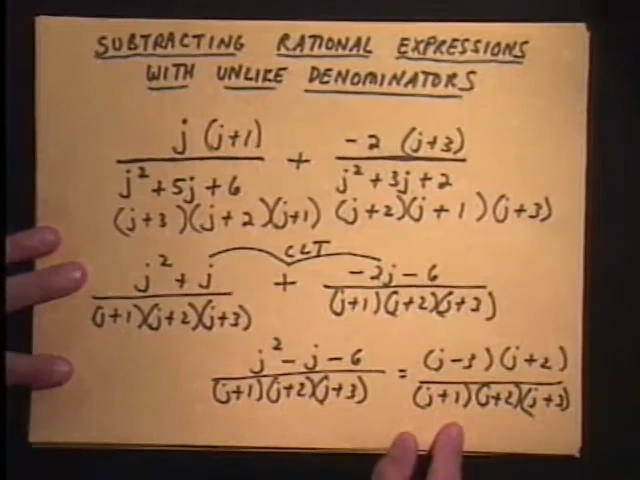 SUBTRACTING RATIONAL EXPRESSIONS
WITH UNLIKE DENOMINATORS
j (j+1) + -2 (j+3)
j² + 5j + 6 j² + 3j + 2
(j+3)(j+2)(j+1) (j+2)(j+1)(j+3)
CLT
j² + j + -2j - 6
(j+1)(j+2)(j+3) (j+1)(j+2)(j+3)
j² - j - 6 = (j-3)(j+2)
(j+1)(j+2)(j+3) (j+1)(j+2)(j+3)